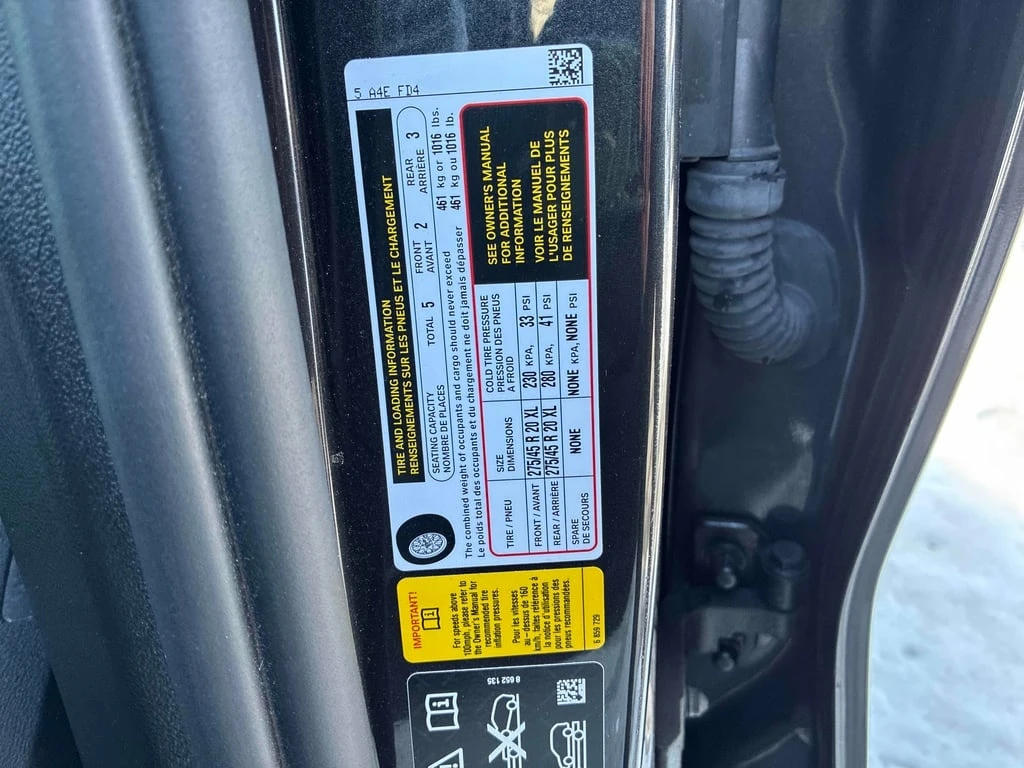 5 A4E FD4
TIRE AND LOADING INFORMATION
RENSEIGNEMENTS SUR LES PNEUS ET LE CHARGEMENT
SEATING CAPACITY
NOMBRE DE PLACES
TOTAL 5
FRONT
AVANT 2
REAR
ARRIÈRE 3
The combined weight of occupants and cargo should never exceed 461 kg or 1016 lbs.
Le poids total des occupants et du chargement ne doit jamais dépasser 461 kg ou 1016 lb.
TIRE / PNEU
SIZE
DIMENSIONS
COLD TIRE PRESSURE
PRESSION DES PNEUS
A FROID
FRONT / AVANT 275/45 R 20 XL 230 KPA, 33 PSI
REAR / ARRIÈRE 275/45 R 20 XL 280 KPA, 41 PSI
SPARE
DE SECOURS
NONE NONE KPA, NONE PSI
SEE OWNER'S MANUAL
FOR ADDITIONAL
INFORMATION
VOIR LE MANUEL DE
L'USAGER POUR PLUS
DE RENSEIGNEMENTS
IMPORTANT!
For speeds above
100mph, please refer to
the Owner's Manual for
recommended tire
inflation pressures.
Pour les vitesses
au – dessus de 160
km/h, faites référence à
la notice d'utilisation
pour les pressions des
pneus recommandées.
6 859 729
8 652 135